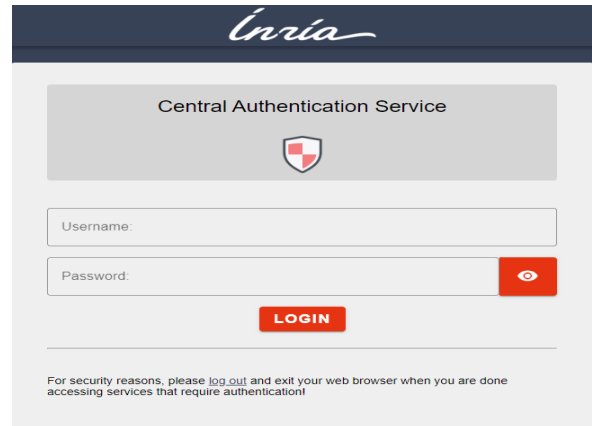 Inria
Central Authentication Service
Username:
Password:
LOGIN
For security reasons, please log out and exit your web browser when you are done
accessing services that require authentication!